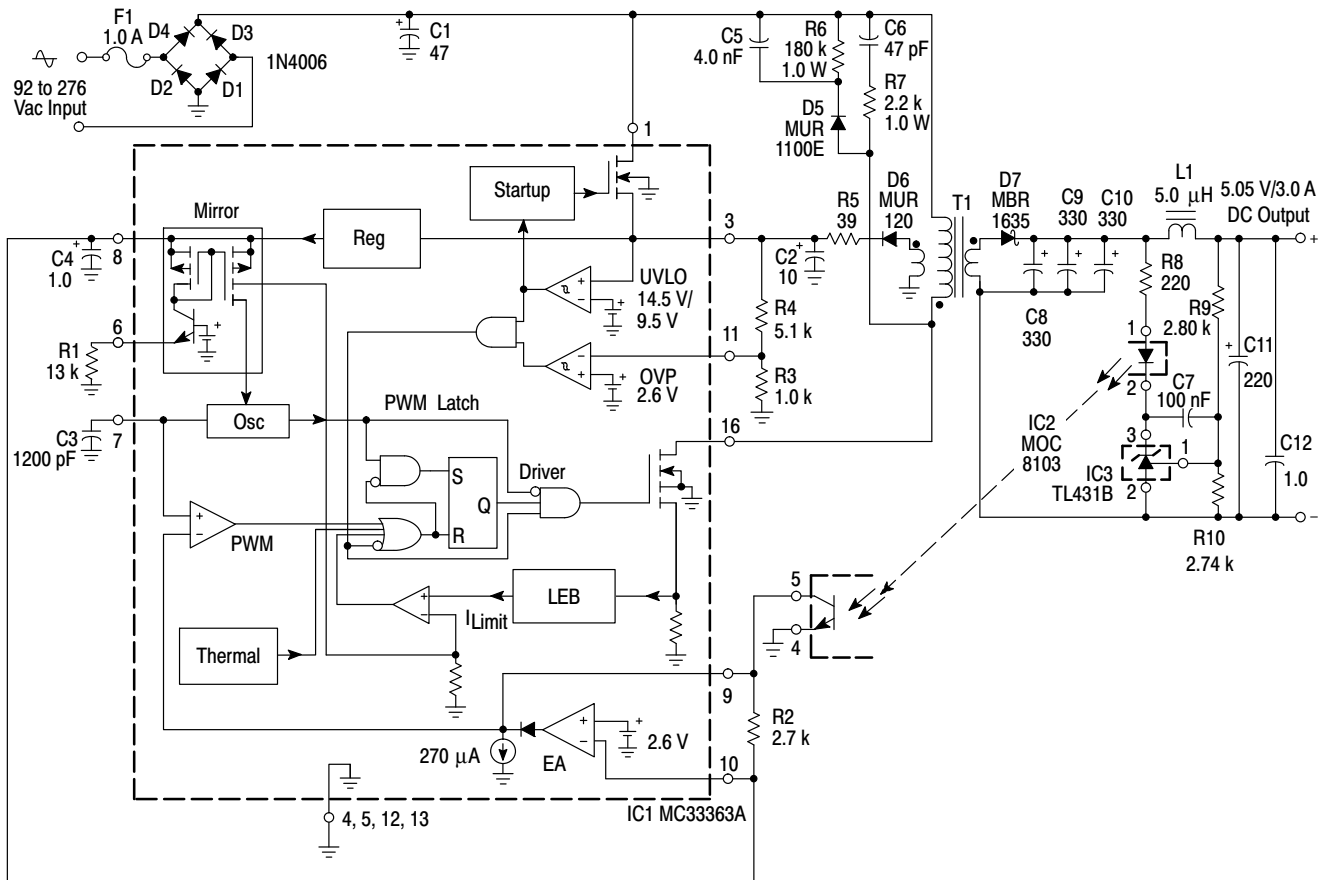 F1
1.0 A
D4
D3
D2
D1
1N4006
92 to 276
Vac Input
+
C1
47
C5
4.0 nF
R6
180 k
1.0 W
C6
47 pF
R7
2.2 k
1.0 W
D5
MUR
1100E
1
Startup
Mirror
Reg
3
R5
39
D6
MUR
120
T1
D7
MBR
1635
C9
330
C10
330
L1
5.0 μH
5.05 V/3.0 A
DC Output
+
+
C4
1.0
8
+
6
R1
13 k
UVLO
14.5 V/
9.5 V
+
−
+
C2
10
+
R4
5.1 k
11
−
+
+
OVP
2.6 V
R3
1.0 k
+
+
+
C8
330
R8
220
R9
2.80 k
1
2
C7
100 nF
+
C11
220
C3
1200 pF
7
Osc
PWM Latch
16
IC2
MOC
8103
3
1
IC3
TL431B
2
C12
1.0
−
S
Q
R
Driver
R10
2.74 k
+
−
PWM
+
−
ILimit
LEB
5
4
Thermal
9
R2
2.7 k
270 μA
EA
+
−
+
2.6 V
10
4, 5, 12, 13
IC1 MC33363A